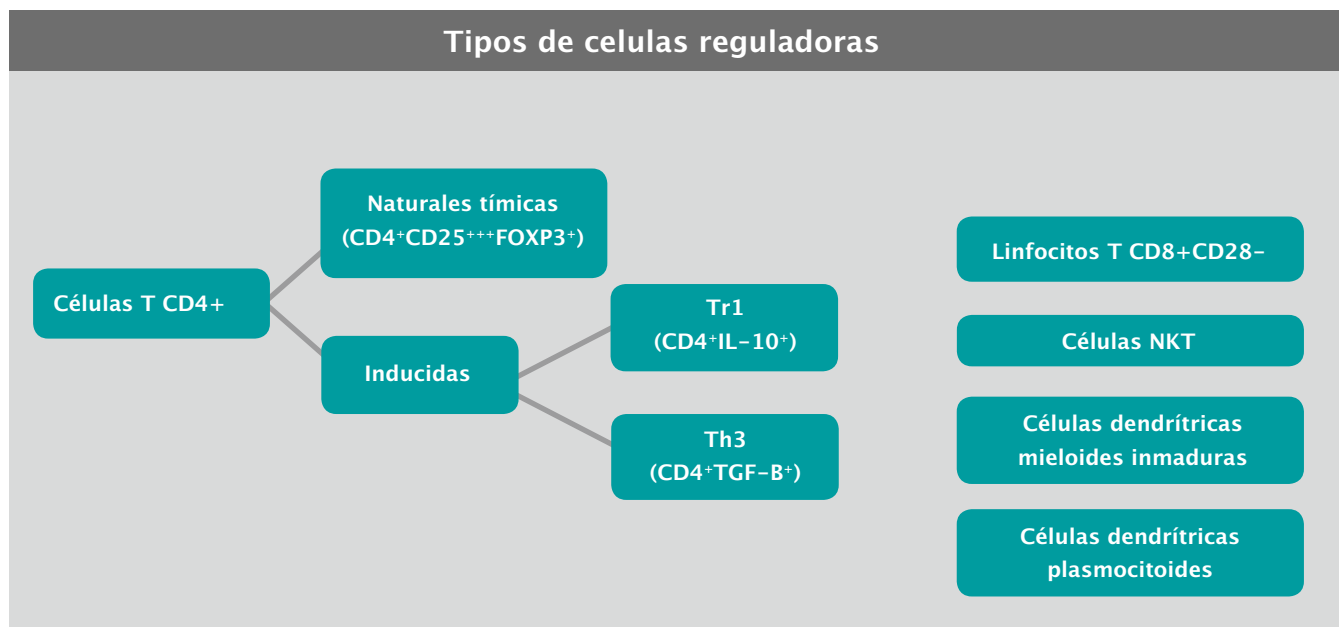 Tipos de celulas reguladoras
Naturales tímicas
(CD4⁺CD25⁺⁺⁺FOXP3⁺)
Células T CD4+
Inducidas
Tr1
(CD4⁺IL-10⁺)
Th3
(CD4⁺TGF-B⁺)
Linfocitos T CD8+CD28-
Células NKT
Células dendrítricas
mieloides inmaduras
Células dendrítricas
plasmocitoides